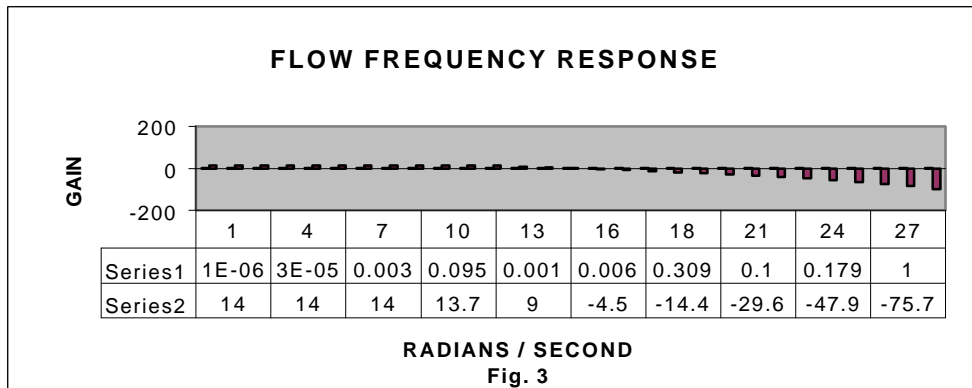 FLOW FREQUENCY RESPONSE
200
0
-200
GAIN
1 4 7 10 13 16 18 21 24 27
Series1 1E-06 3E-05 0.003 0.095 0.001 0.006 0.309 0.1 0.179 1
Series2 14 14 14 13.7 9 -4.5 -14.4 -29.6 -47.9 -75.7
RADIANS / SECOND
Fig. 3